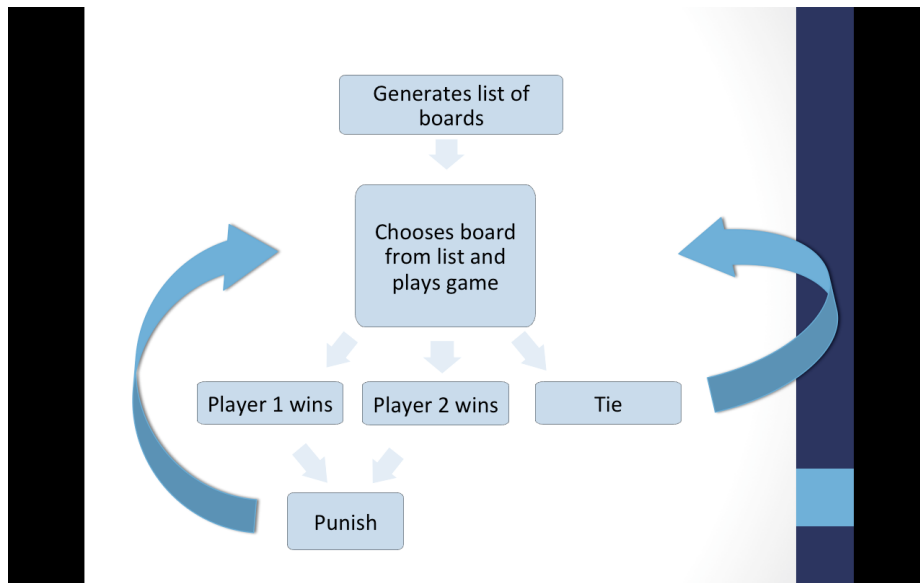 Generates list of
boards
Chooses board
from list and
plays game
Player 1 wins
Player 2 wins
Tie
Punish